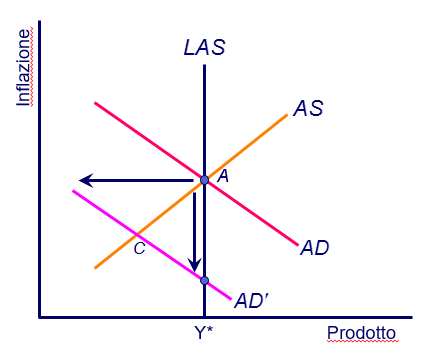 LAS
Inflazione
AS
A
C
AD
AD'
Y*
Prodotto